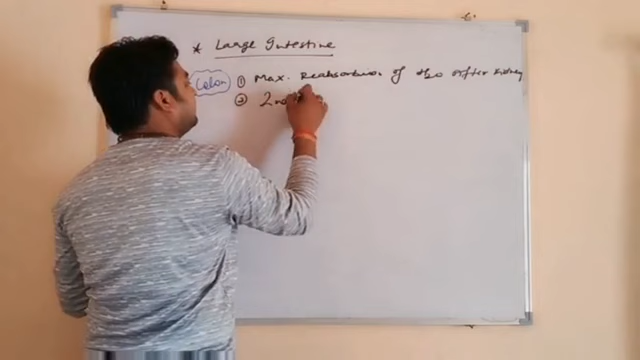 * Large Intestine
Colon ① Max. Reabsorbtion of H2O After Kidney
② 2nd